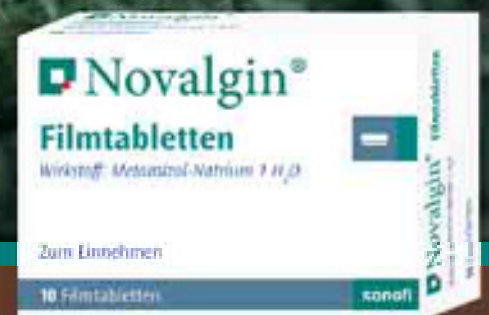 Novalgin®
Filmtabletten
Wirkstoff: Metamizol-Natrium 1 H₂O
Zum Einnehmen
10 Filmtabletten
sanofi
Novalgin® Filmtabletten